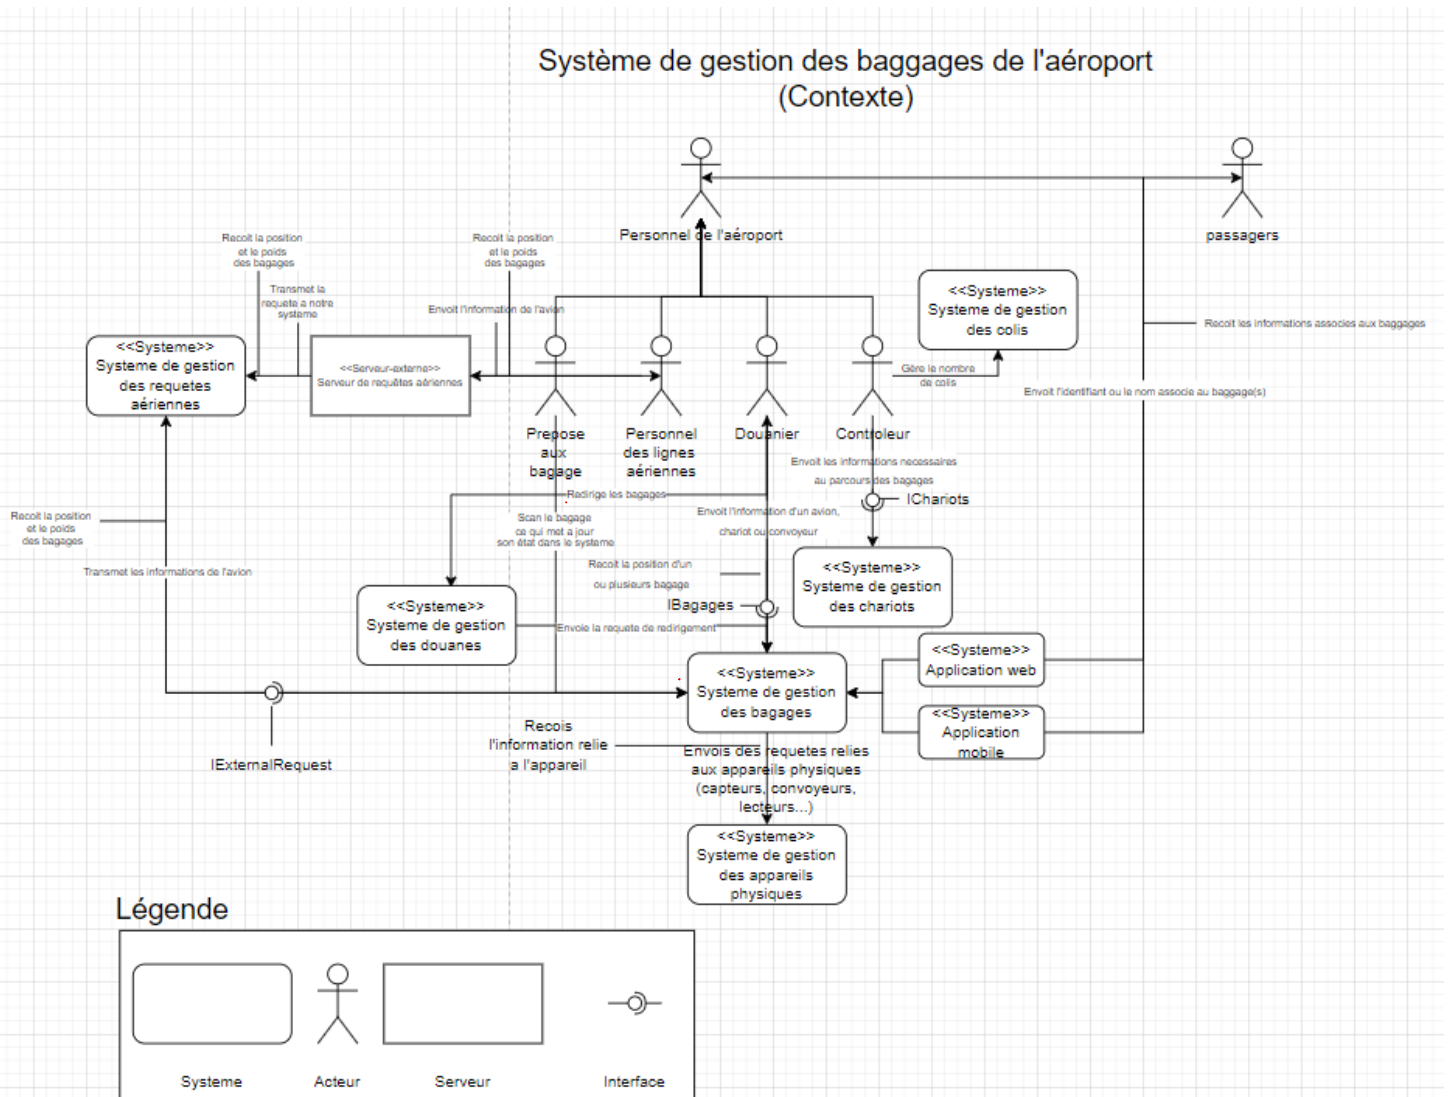 Système de gestion des baggages de l'aéroport
(Contexte)
Personnel de l'aéroport
passagers
Recoit la position
et le poids
des bagages
Recoit la position
et le poids
des bagages
Transmet la
requete a notre
systeme
Envoit l'information de l'avion
<<Systeme>>
Systeme de gestion
des colis
Recoit les informations associes aux baggages
<<Systeme>>
Systeme de gestion
des requetes
aériennes
<<Serveur-externe>>
Serveur de requêtes aériennes
Gère le nombre
de colis
Envoit l'identifiant ou le nom associe au baggage(s)
Prepose
aux
bagage
Personnel
des lignes
aériennes
Douanier
Controleur
Envoit les informations necessaires
au parcours des bagages
Redirige les bagages
IChariots
Recoit la position
et le poids
des bagages
Scan le bagage
ce qui met a jour
son état dans le systeme
Envoit l'information d'un avion,
chariot ou convoyeur
Transmet les informations de l'avion
Recoit la position d'un
ou plusieurs bagage
<<Systeme>>
Systeme de gestion
des chariots
<<Systeme>>
Systeme de gestion
des douanes
IBagages
Envoie la requete de redirigement
<<Systeme>>
Application web
<<Systeme>>
Systeme de gestion
des bagages
<<Systeme>>
Application
mobile
IExternalRequest
Recois
l'information relie
a l'appareil
Envois des requetes relies
aux appareils physiques
(capteurs, convoyeurs,
lecteurs...)
<<Systeme>>
Systeme de gestion
des appareils
physiques
Légende
Systeme
Acteur
Serveur
Interface